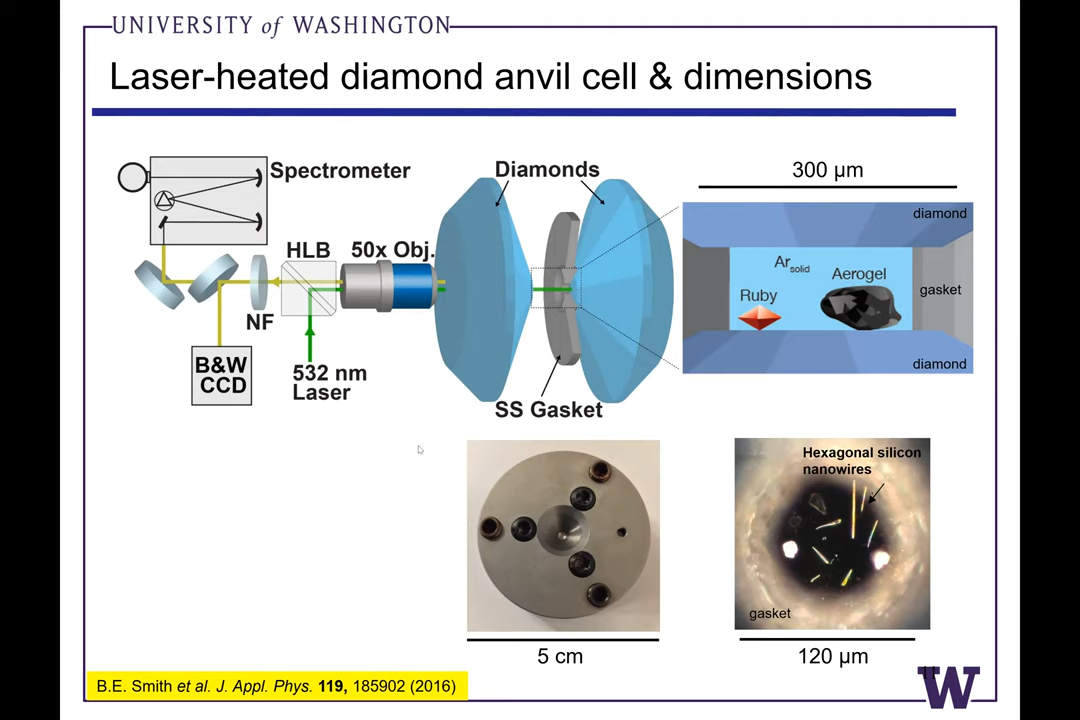 UNIVERSITY of WASHINGTON
Laser-heated diamond anvil cell & dimensions
Spectrometer
HLB
50x Obj.
NF
B&W
CCD
532 nm
Laser
Diamonds
SS Gasket
300 µm
diamond
Ar solid
Aerogel
Ruby
gasket
diamond
5 cm
Hexagonal silicon
nanowires
gasket
120 µm
B.E. Smith et al. J. Appl. Phys. 119, 185902 (2016)
11
W